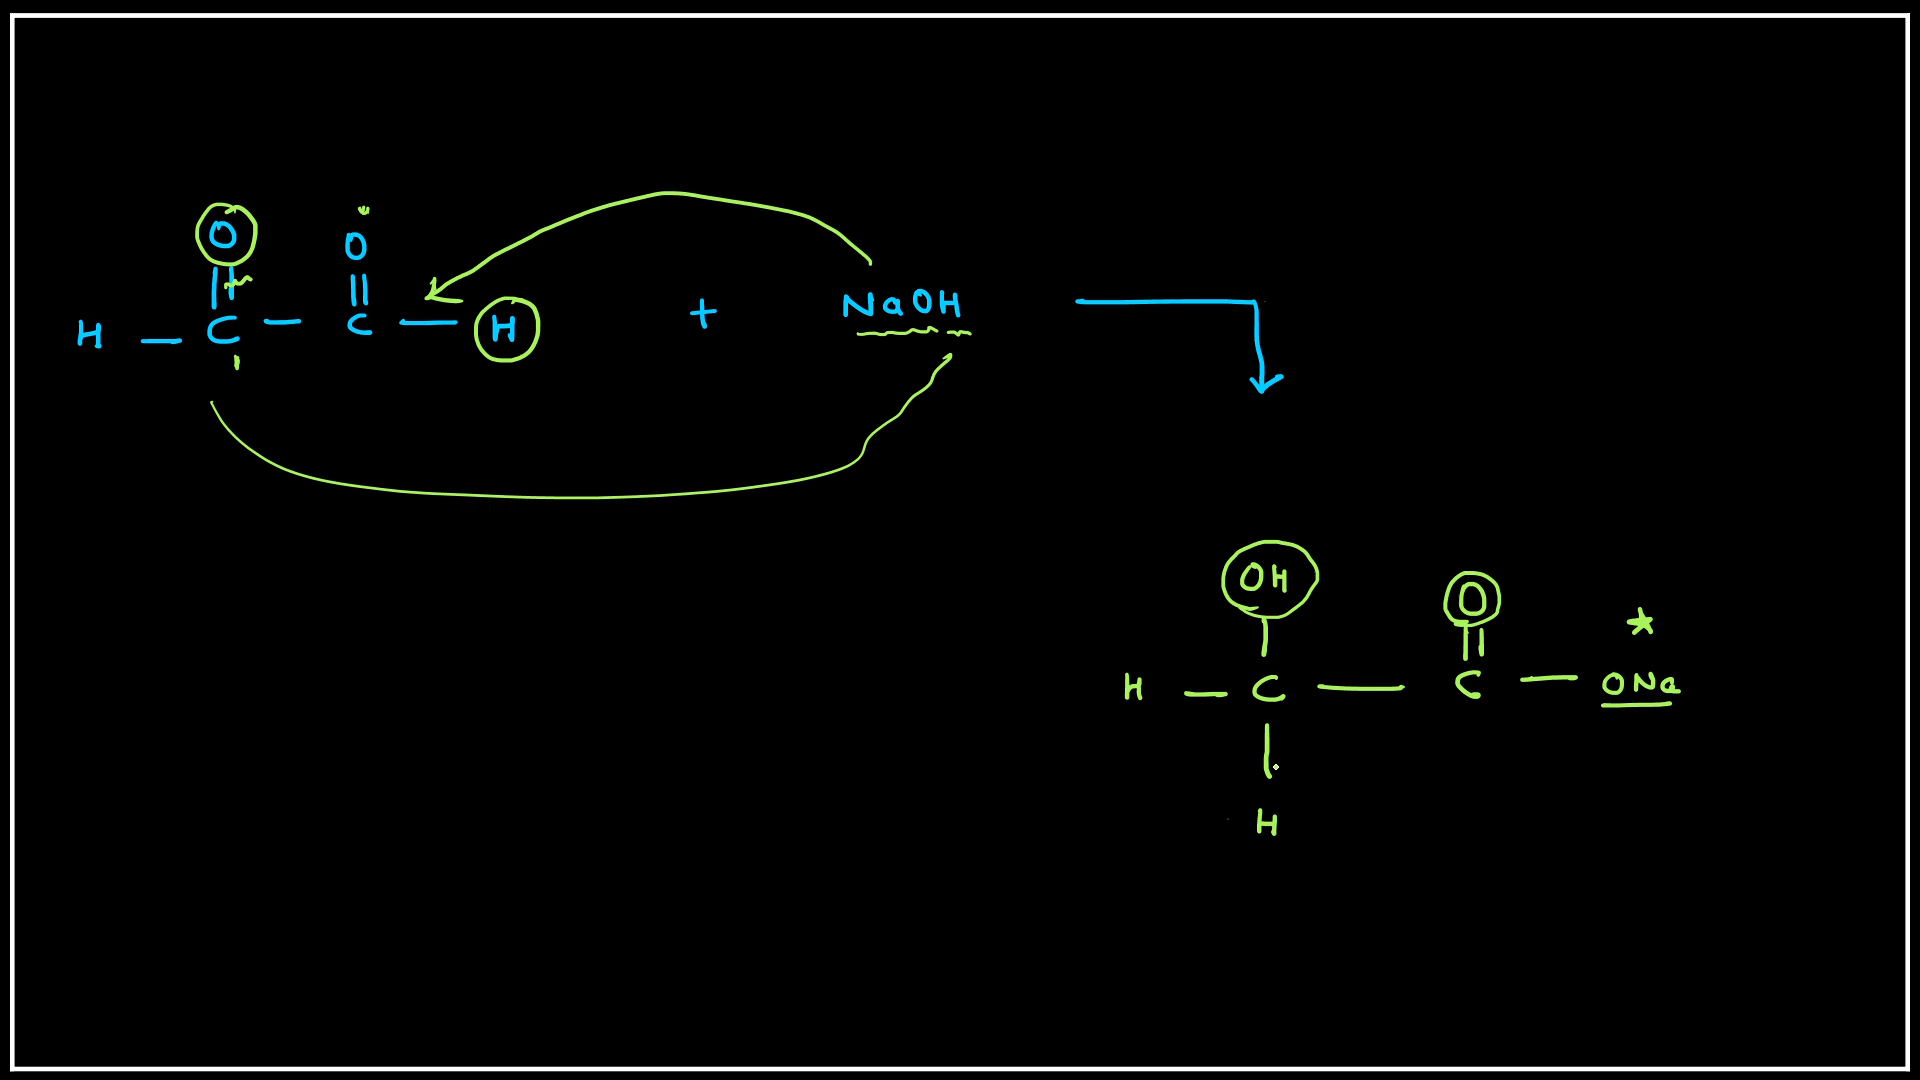 O O
|| ||
H — C — C — H + NaOH
OH O
| || *
H — C — C — ONa
|
H